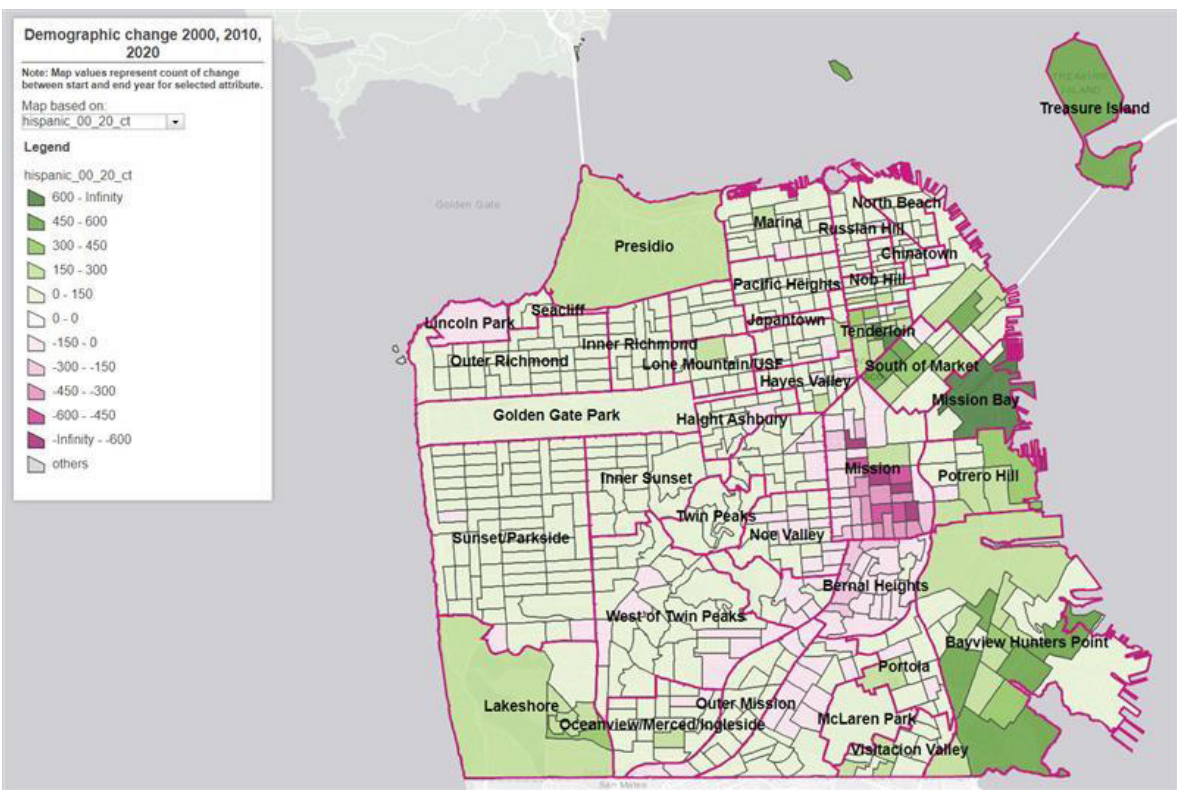 Demographic change 2000, 2010,
2020
Note: Map values represent count of change
between start and end year for selected attribute.
Map based on:
hispanic_00_20_ct
Legend
hispanic_00_20_ct
600 - Infinity
450 - 600
300 - 450
150 - 300
0 - 150
0 - 0
-150 - 0
-300 - -150
-450 - -300
-600 - -450
-Infinity - -600
others
TREASURE
ISLAND
Treasure Island
Golden Gate
North Beach
Marina
Russian Hill
Presidio
Chinatown
Nob Hill
Pacific Heights
Seacliff
Lincoln Park
Japantown
Tenderloin
Inner Richmond
Outer Richmond
Lone Mountain/USF
South of Market
Hayes Valley
Mission Bay
Golden Gate Park
Haight Ashbury
Mission
Inner Sunset
Potrero Hill
Twin Peaks
Sunset/Parkside
Noe Valley
Bernal Heights
West of Twin Peaks
Bayview Hunters Point
Portola
Lakeshore
Outer Mission
Oceanview/Merced/Ingleside
McLaren Park
Visitacion Valley
San Mateo